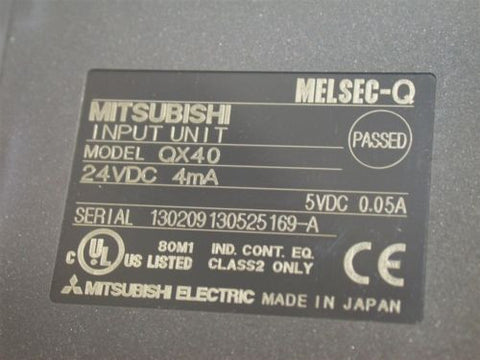 MELSEC-Q
MITSUBISHI
INPUT UNIT
PASSED
MODEL QX40
24VDC 4mA
5VDC 0.05A
SERIAL 130209130525169-A
C UL US LISTED
80M1 IND. CONT. EQ.
CLASS2 ONLY
CE
MITSUBISHI ELECTRIC MADE IN JAPAN